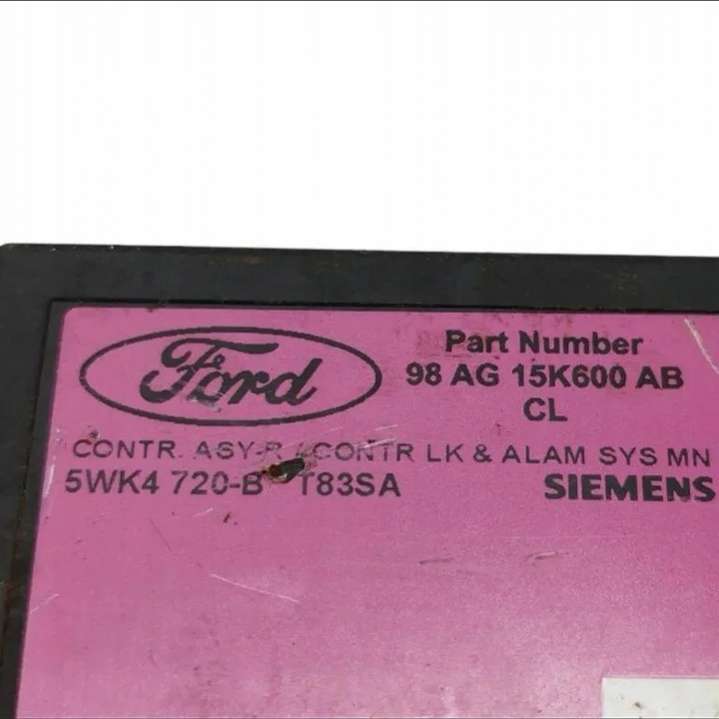 Ford
Part Number
98 AG 15K600 AB
CL
CONTR. ASY-R / CONTR LK & ALAM SYS MN
5WK4 720-B T83SA
SIEMENS